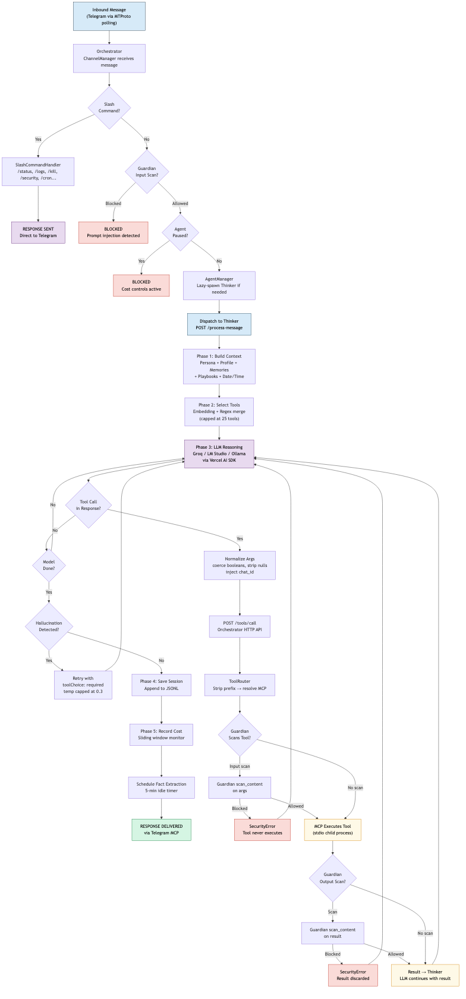 Inbound Message
(Telegram via MTProto
polling)
Orchestrator
ChannelManager receives
message
Slash
Command?
Yes
No
SlashCommandHandler
/status, /logs, /kill,
/security, /cron...
Guardian
Input Scan?
Blocked
Allowed
RESPONSE SENT
Direct to Telegram
BLOCKED
Prompt injection detected
Agent
Paused?
Yes
No
BLOCKED
Cost controls active
AgentManager
Lazy-spawn Thinker if
needed
Dispatch to Thinker
POST /process-message
Phase 1: Build Context
Persona + Profile +
Memories
+ Playbooks + Date/Time
Phase 2: Select Tools
Embedding + Regex merge
(capped at 25 tools)
Phase 3: LLM Reasoning
Groq / LM Studio / Ollama
via Vercel AI SDK
Tool Call
in Response?
No
No
Yes
Model
Done?
Normalize Args
coerce booleans, strip nulls
inject chat_id
Yes
Hallucination
Detected?
POST /tools/call
Orchestrator HTTP API
Yes
No
Retry with
toolChoice: required
temp capped at 0.3
Phase 4: Save Session
Append to JSONL
ToolRouter
Strip prefix → resolve MCP
Phase 5: Record Cost
Sliding window monitor
Guardian
Scans Tool?
Input scan
No scan
Schedule Fact Extraction
5-min idle timer
Guardian scan_content
on args
Blocked
Allowed
RESPONSE DELIVERED
via Telegram MCP
SecurityError
Tool never executes
MCP Executes Tool
(stdio child process)
Guardian
Output Scan?
Scan
No scan
Guardian scan_content
on result
Blocked
Allowed
SecurityError
Result discarded
Result → Thinker
LLM continues with result